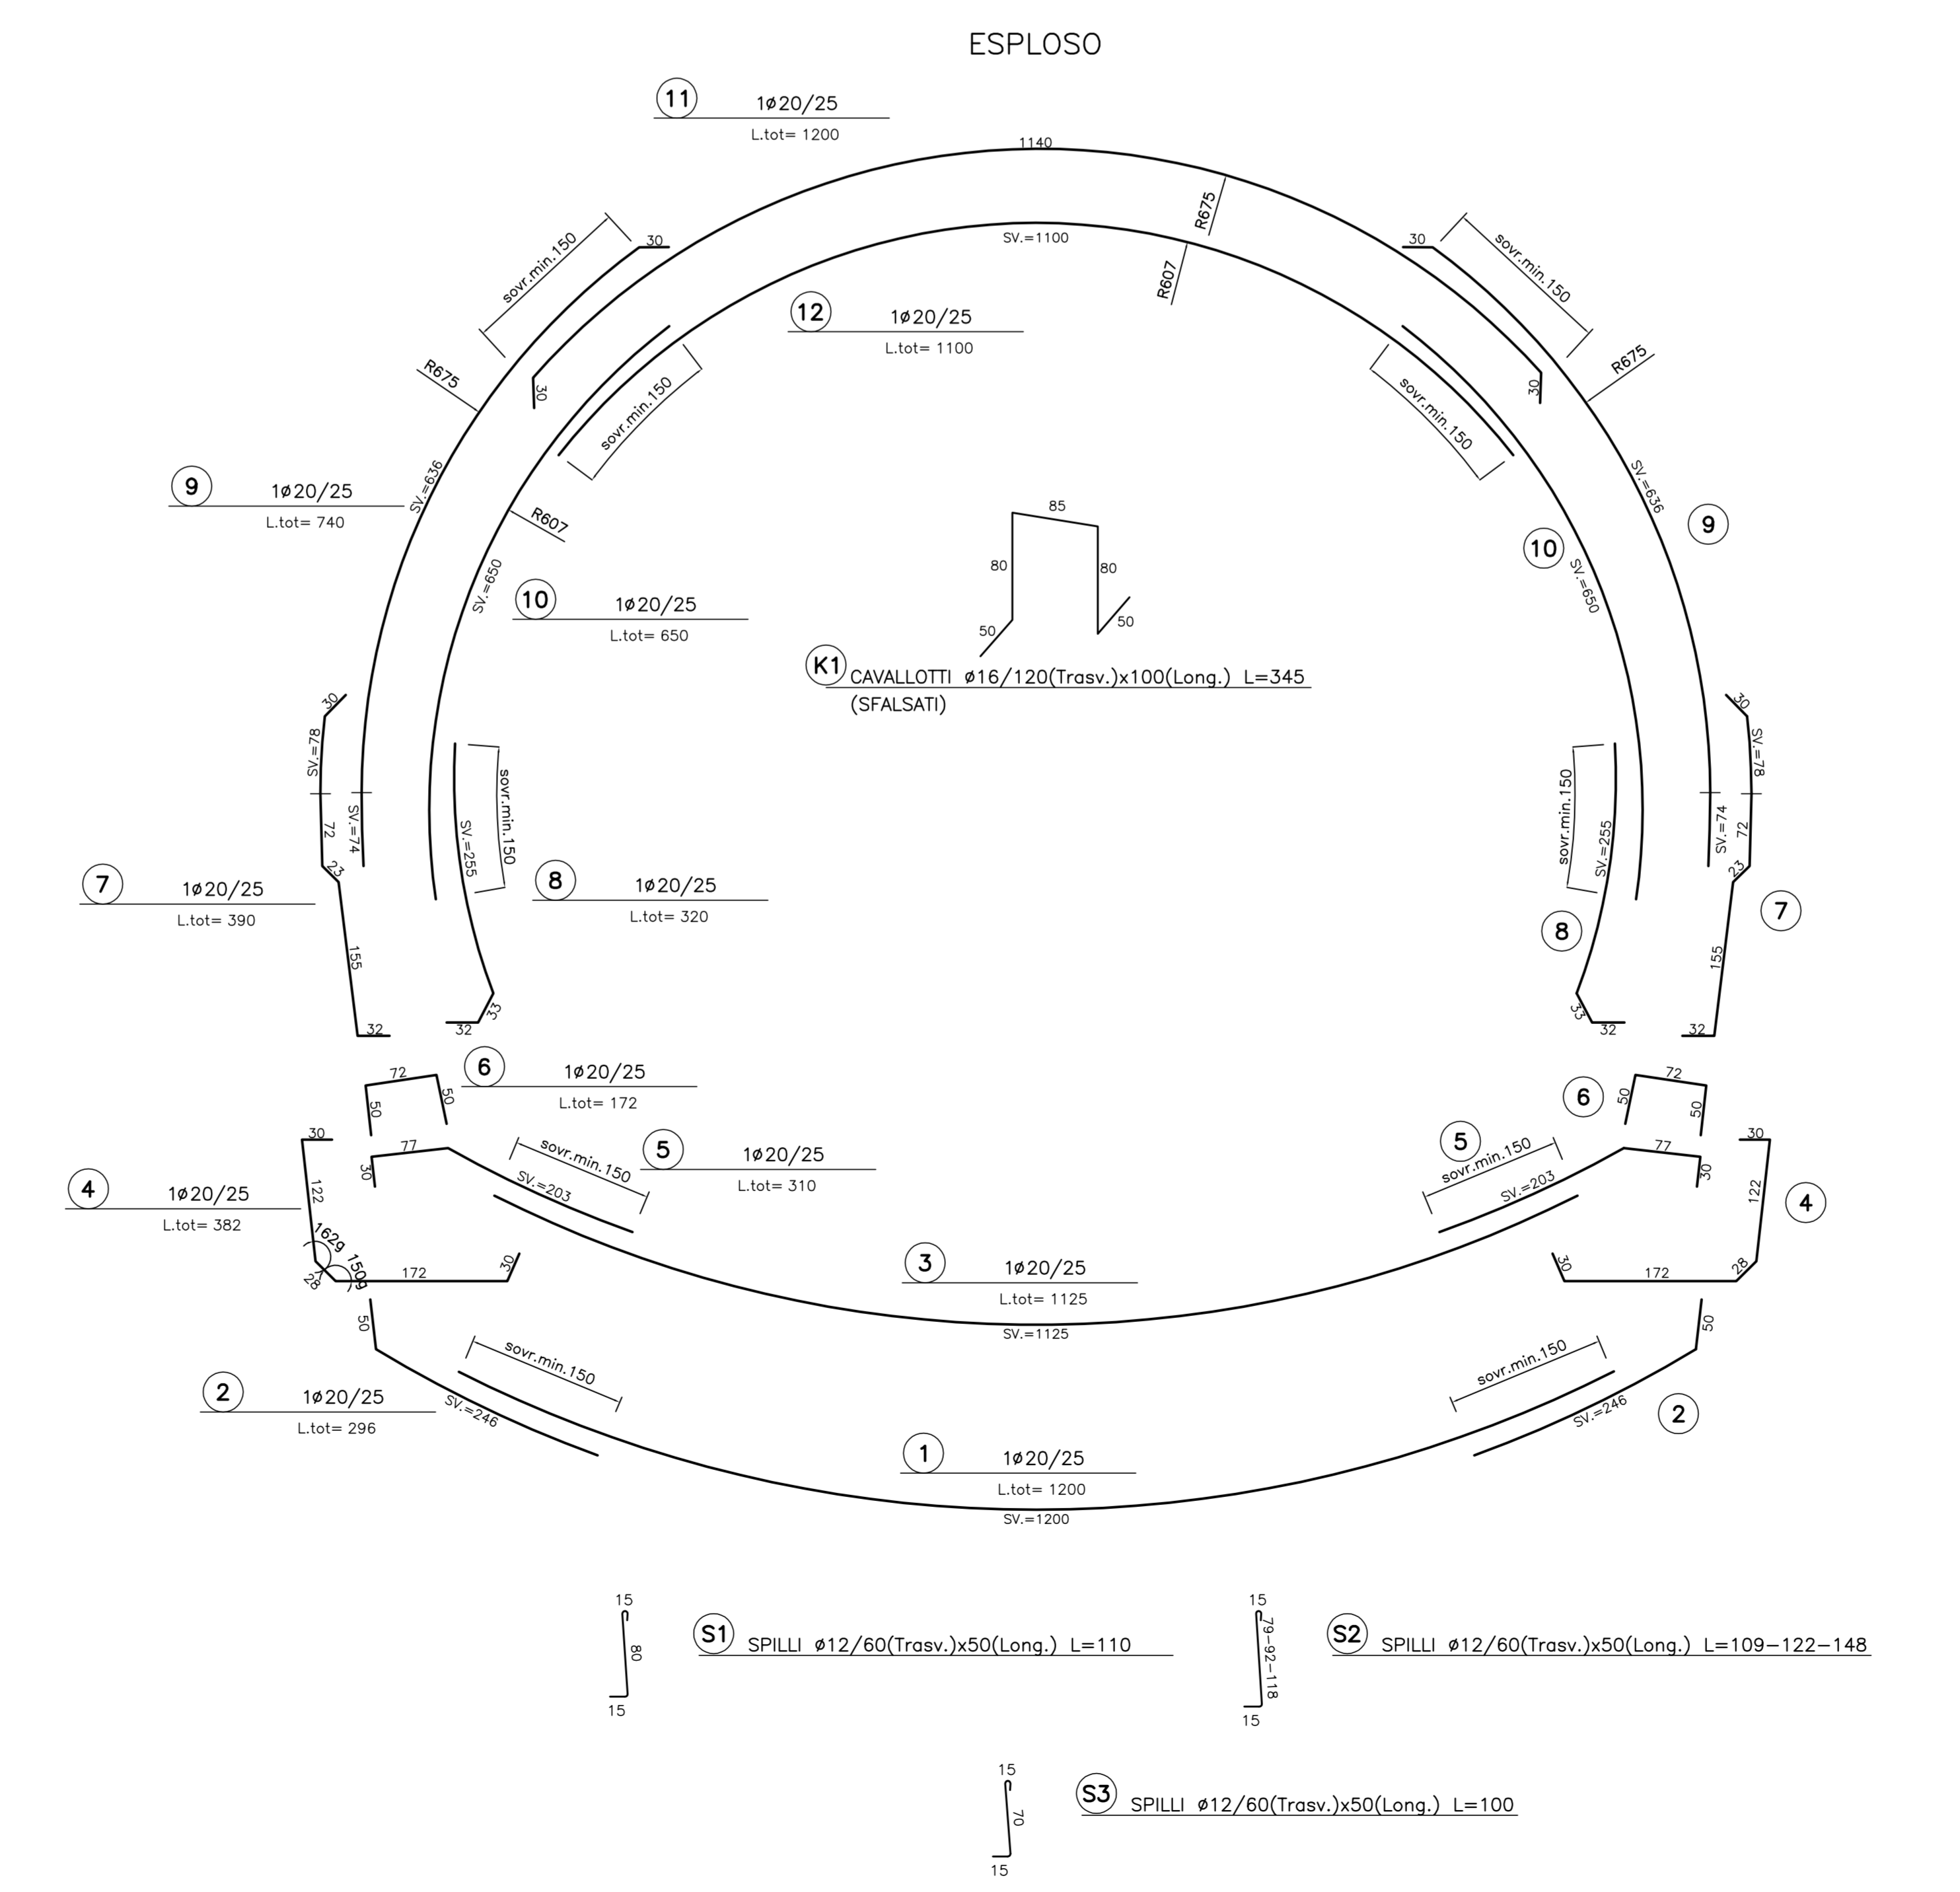 ESPLOSO
11
1ø20/25
L.tot= 1200
1140
R675
30
30
sovr.min.150
sovr.min.150
30
30
SV.=1100
R607
12
1ø20/25
L.tot= 1100
R675
R675
sovr.min.150
sovr.min.150
9
1ø20/25
L.tot= 740
SV.=636
SV.=636
9
R607
10
SV.=650
SV.=650
10
1ø20/25
L.tot= 650
85
80
80
50
50
K1
CAVALLOTTI ø16/120(Trasv.)x100(Long.) L=345
(SFALSATI)
30
SV.=78
72
SV.=74
23
30
SV.=78
72
SV.=74
23
sovr.min.150
SV.=255
sovr.min.150
SV.=255
7
1ø20/25
L.tot= 390
8
1ø20/25
L.tot= 320
8
7
155
32
32
33
33
32
32
155
6
1ø20/25
L.tot= 172
72
50
50
6
72
50
50
5
1ø20/25
L.tot= 310
77
30
sovr.min.150
SV.=203
5
sovr.min.150
SV.=203
77
30
4
1ø20/25
L.tot= 382
30
122
162g
150g
28
172
30
30
122
28
172
30
4
3
1ø20/25
L.tot= 1125
SV.=1125
50
50
2
1ø20/25
L.tot= 296
SV.=246
sovr.min.150
sovr.min.150
SV.=246
2
1
1ø20/25
L.tot= 1200
SV.=1200
15
80
15
S1
SPILLI ø12/60(Trasv.)x50(Long.) L=110
15
79-92-118
15
S2
SPILLI ø12/60(Trasv.)x50(Long.) L=109-122-148
15
70
15
S3
SPILLI ø12/60(Trasv.)x50(Long.) L=100